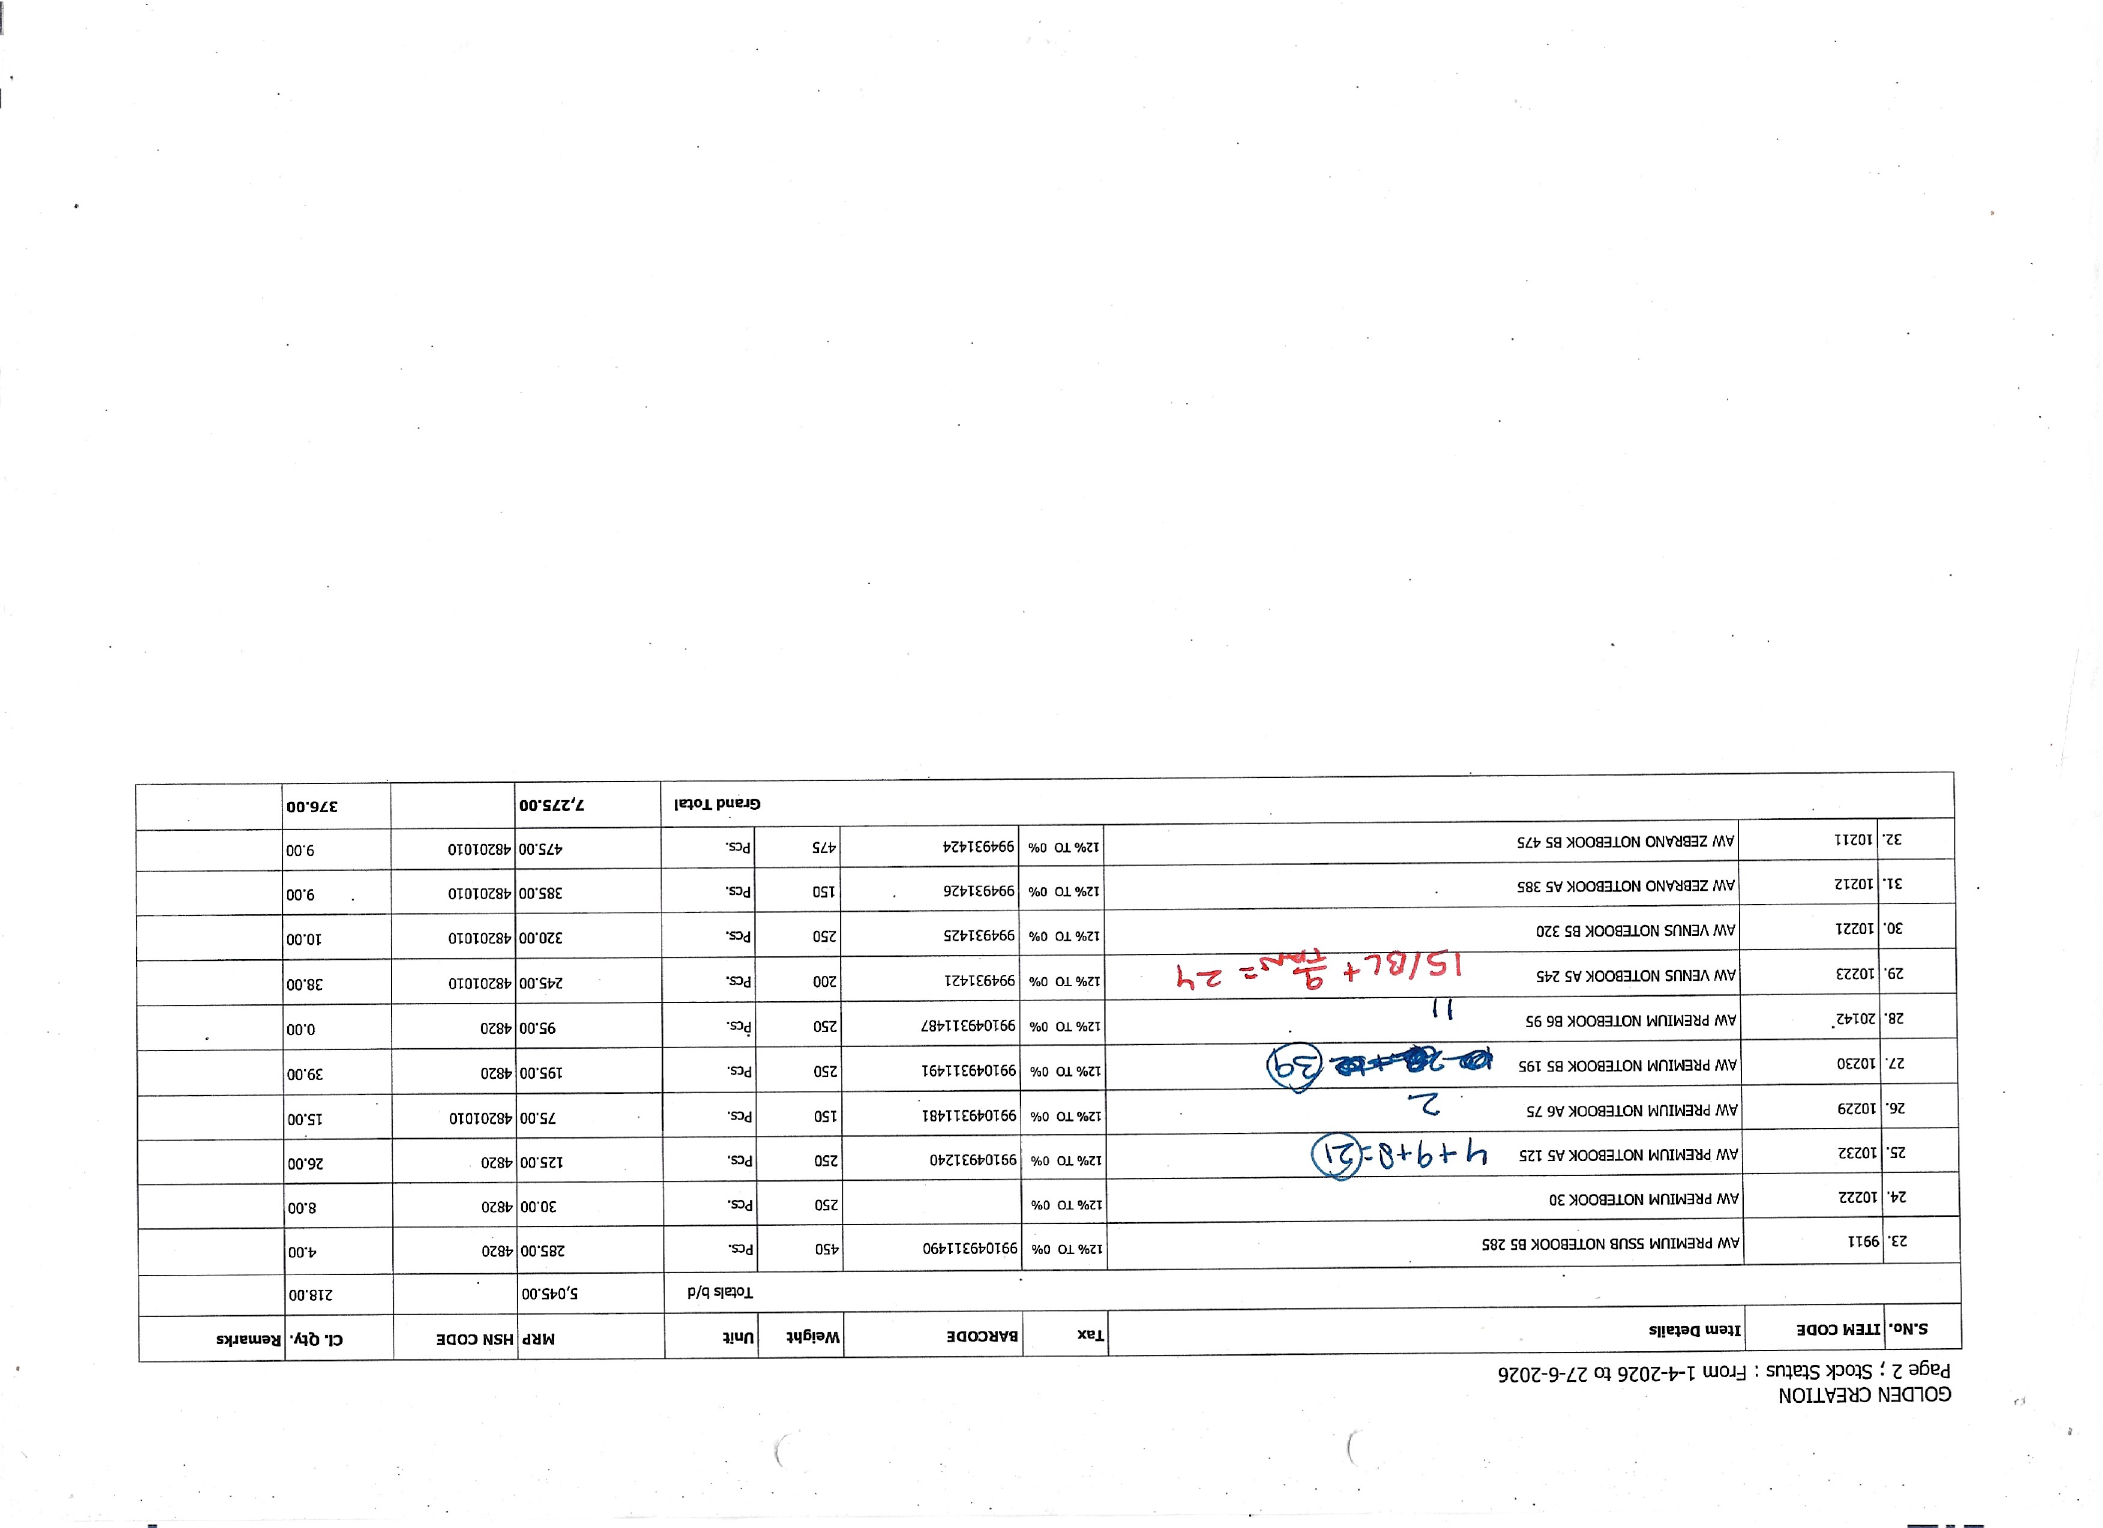 GOLDEN CREATION
Page 2 ; Stock Status : From 1-4-2026 to 27-6-2026
S.No. ITEM CODE Item Details Tax BARCODE Weight Unit MRP HSN CODE Cl. Qty. Remarks
Totals b/d 5,045.00 218.00
23. 9911 AW PREMIUM 5SUB NOTEBOOK B5 285 12% TO 0% 991049311490 450 Pcs. 285.00 4820 4.00
24. 10222 AW PREMIUM NOTEBOOK 30 12% TO 0% 250 Pcs. 30.00 4820 8.00
25. 10232 AW PREMIUM NOTEBOOK A5 125 4+9+8=21 12% TO 0% 99104931240 250 Pcs. 125.00 4820 26.00
26. 10229 AW PREMIUM NOTEBOOK A6 75 2 12% TO 0% 991049311481 150 Pcs. 75.00 48201010 15.00
27. 10230 AW PREMIUM NOTEBOOK B5 195 39 12% TO 0% 991049311491 250 Pcs. 195.00 4820 39.00
28. 20142 AW PREMIUM NOTEBOOK B6 95 11 12% TO 0% 991049311487 250 Pcs. 95.00 4820 0.00
29. 10223 AW VENUS NOTEBOOK A5 245 15/BL + 9 = 24 12% TO 0% 994931421 200 Pcs. 245.00 48201010 38.00
30. 10221 AW VENUS NOTEBOOK B5 320 12% TO 0% 994931425 250 Pcs. 320.00 48201010 10.00
31. 10212 AW ZEBRANO NOTEBOOK A5 385 12% TO 0% 994931426 150 Pcs. 385.00 48201010 9.00
32. 10211 AW ZEBRANO NOTEBOOK B5 475 12% TO 0% 994931424 475 Pcs. 475.00 48201010 9.00
Grand Total 7,275.00 376.00